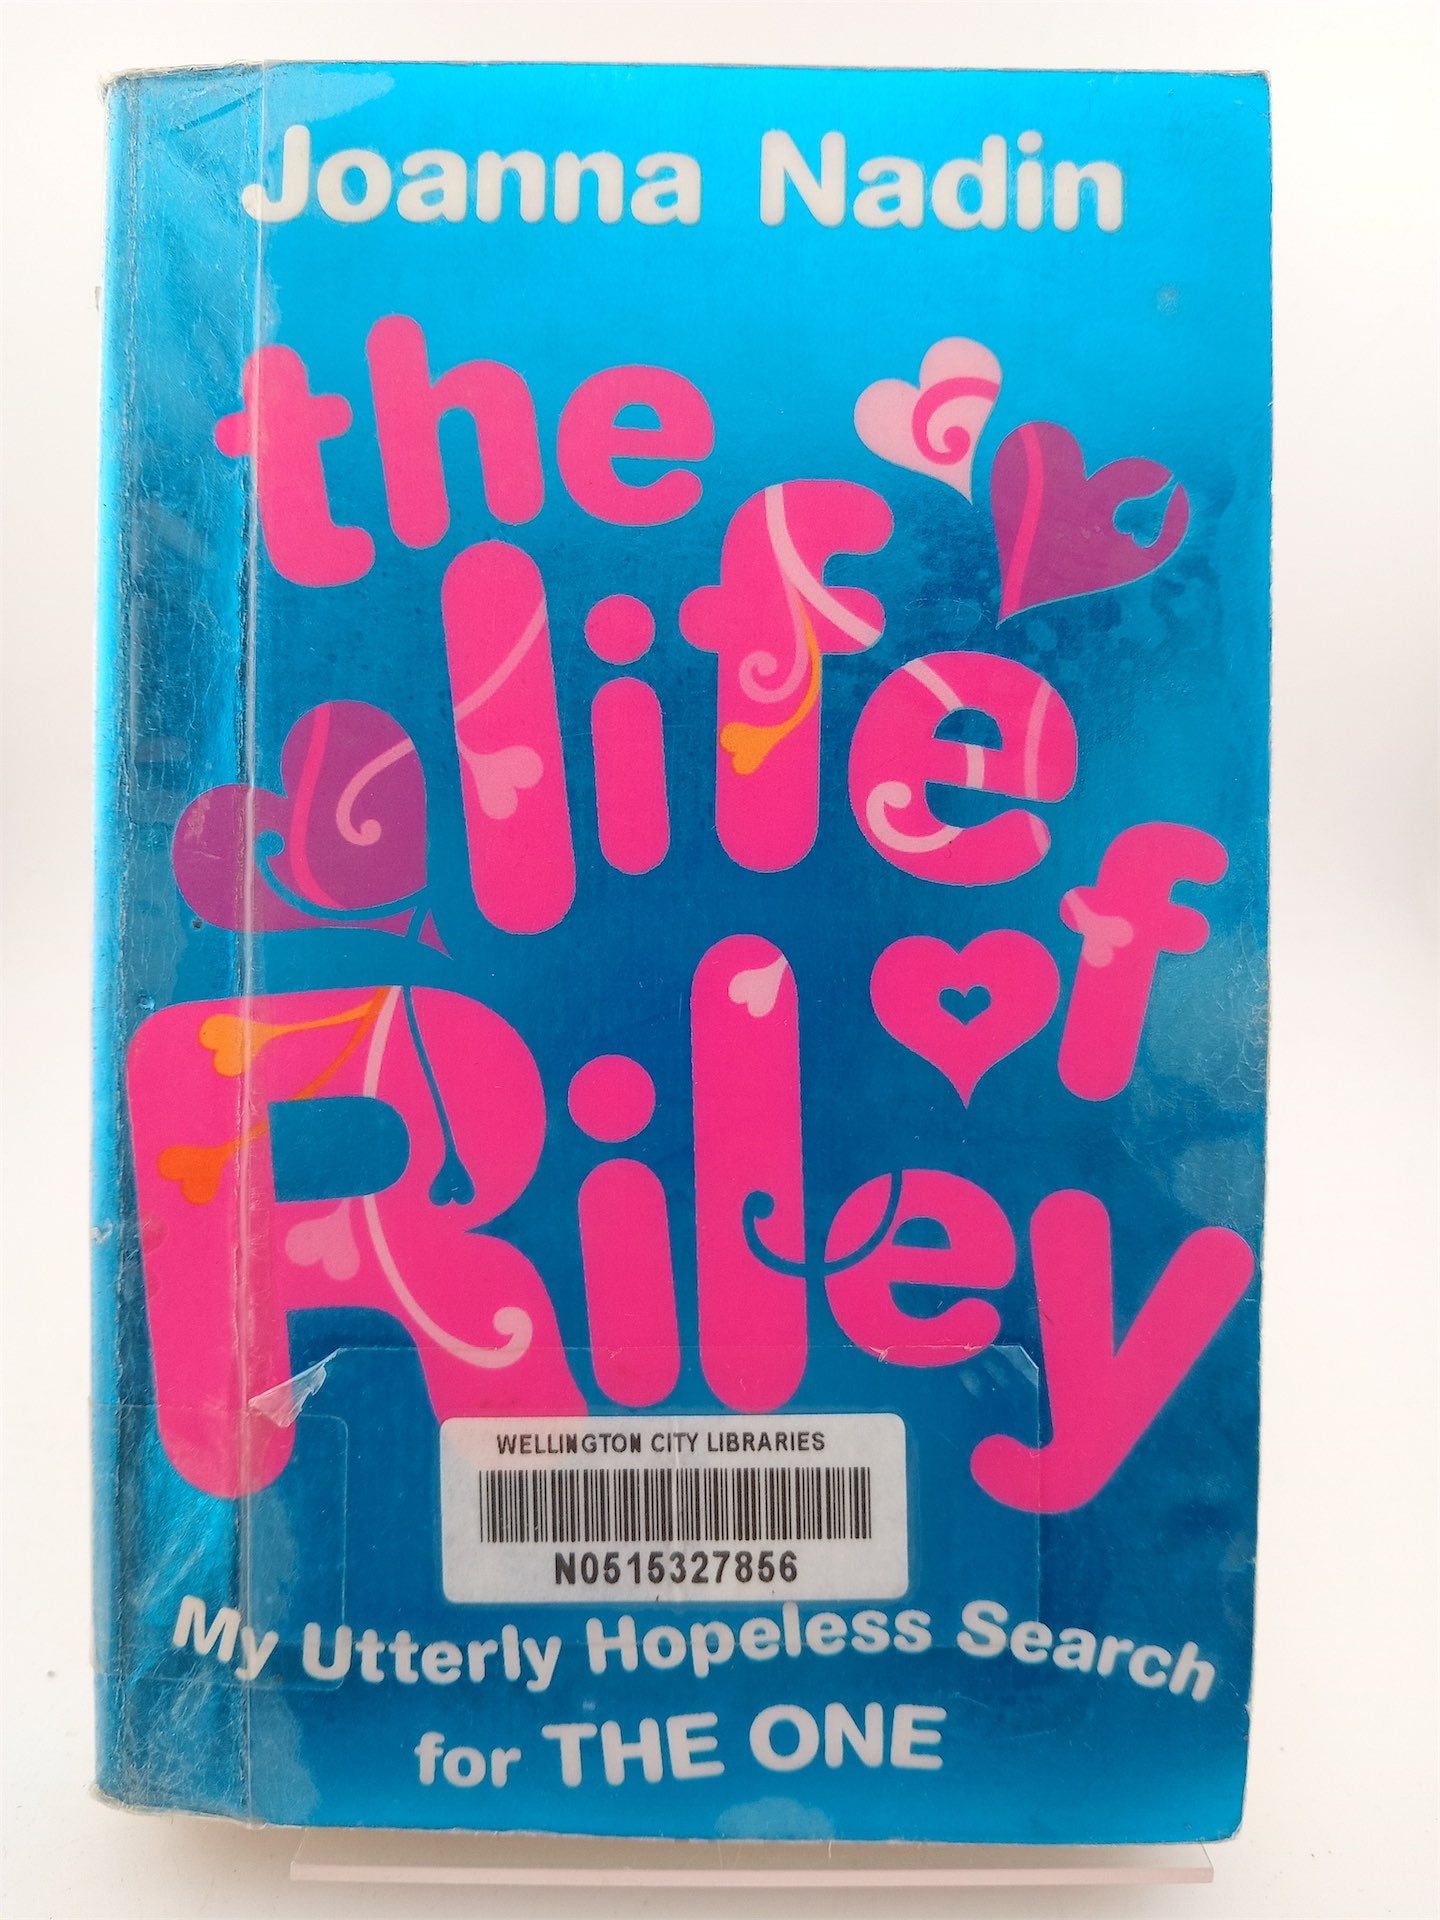 Joanna Nadin
the
life
of
Riley
WELLINGTON CITY LIBRARIES
N0515327856
My Utterly Hopeless Search
for THE ONE